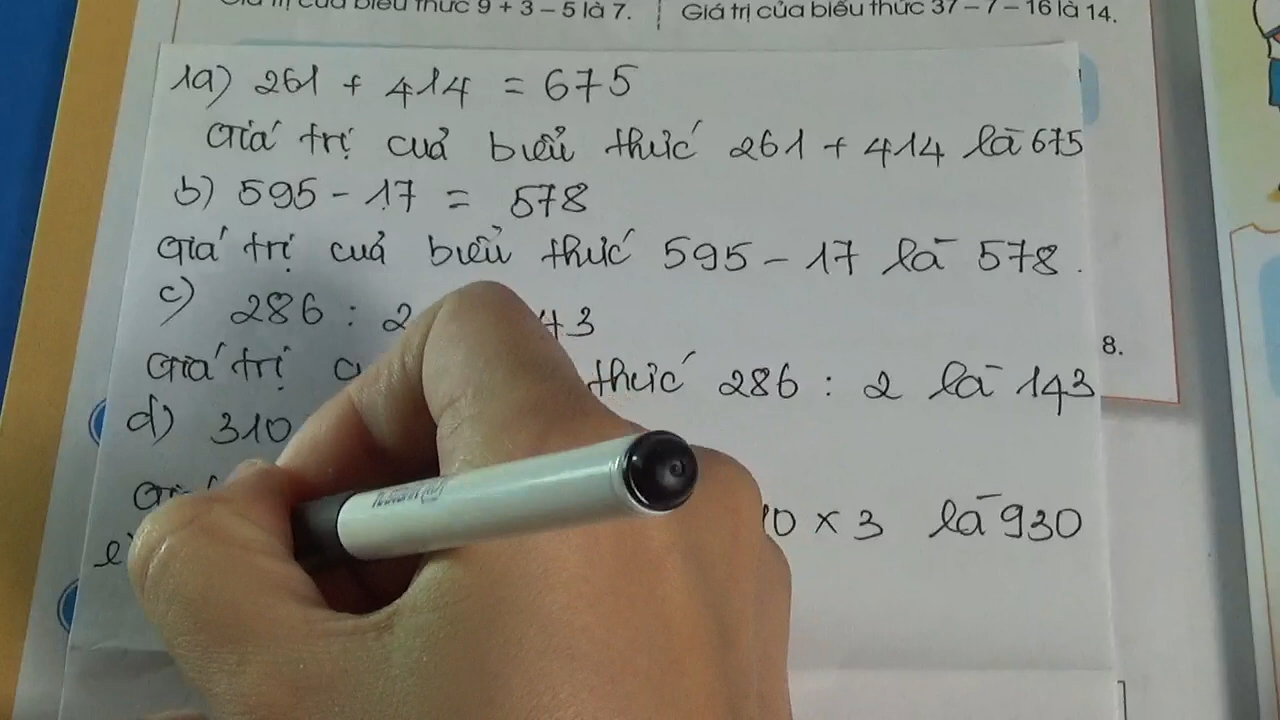 Giá trị của biểu thức 9 + 3 – 5 là 7. Giá trị của biểu thức 37 – 7 – 16 là 14.
1a) 261 + 414 = 675
Giá trị của biểu thức 261 + 414 là 675
b) 595 - 17 = 578
Giá trị của biểu thức 595 - 17 là 578.
c) 286 : 2 43
Giá trị thức 286 : 2 là 143
8.
d) 310
10 x 3 là 930
e)